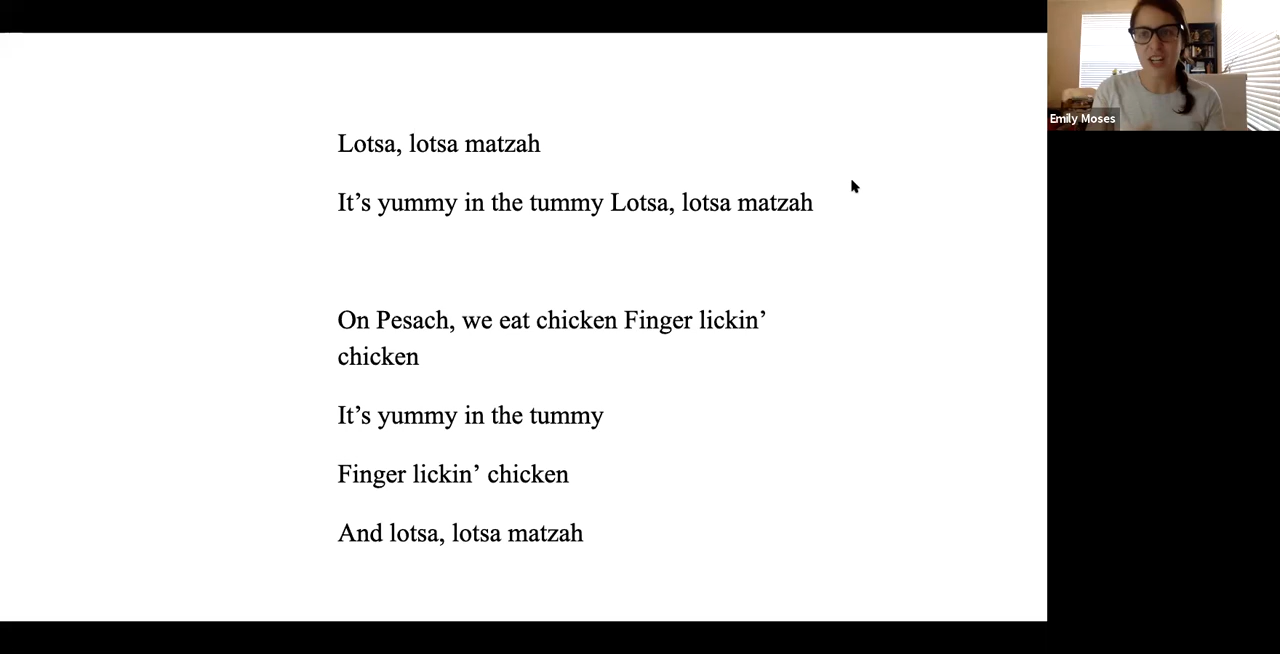 Lotsa, lotsa matzah
It’s yummy in the tummy Lotsa, lotsa matzah
On Pesach, we eat chicken Finger lickin’
chicken
It’s yummy in the tummy
Finger lickin’ chicken
And lotsa, lotsa matzah
Emily Moses